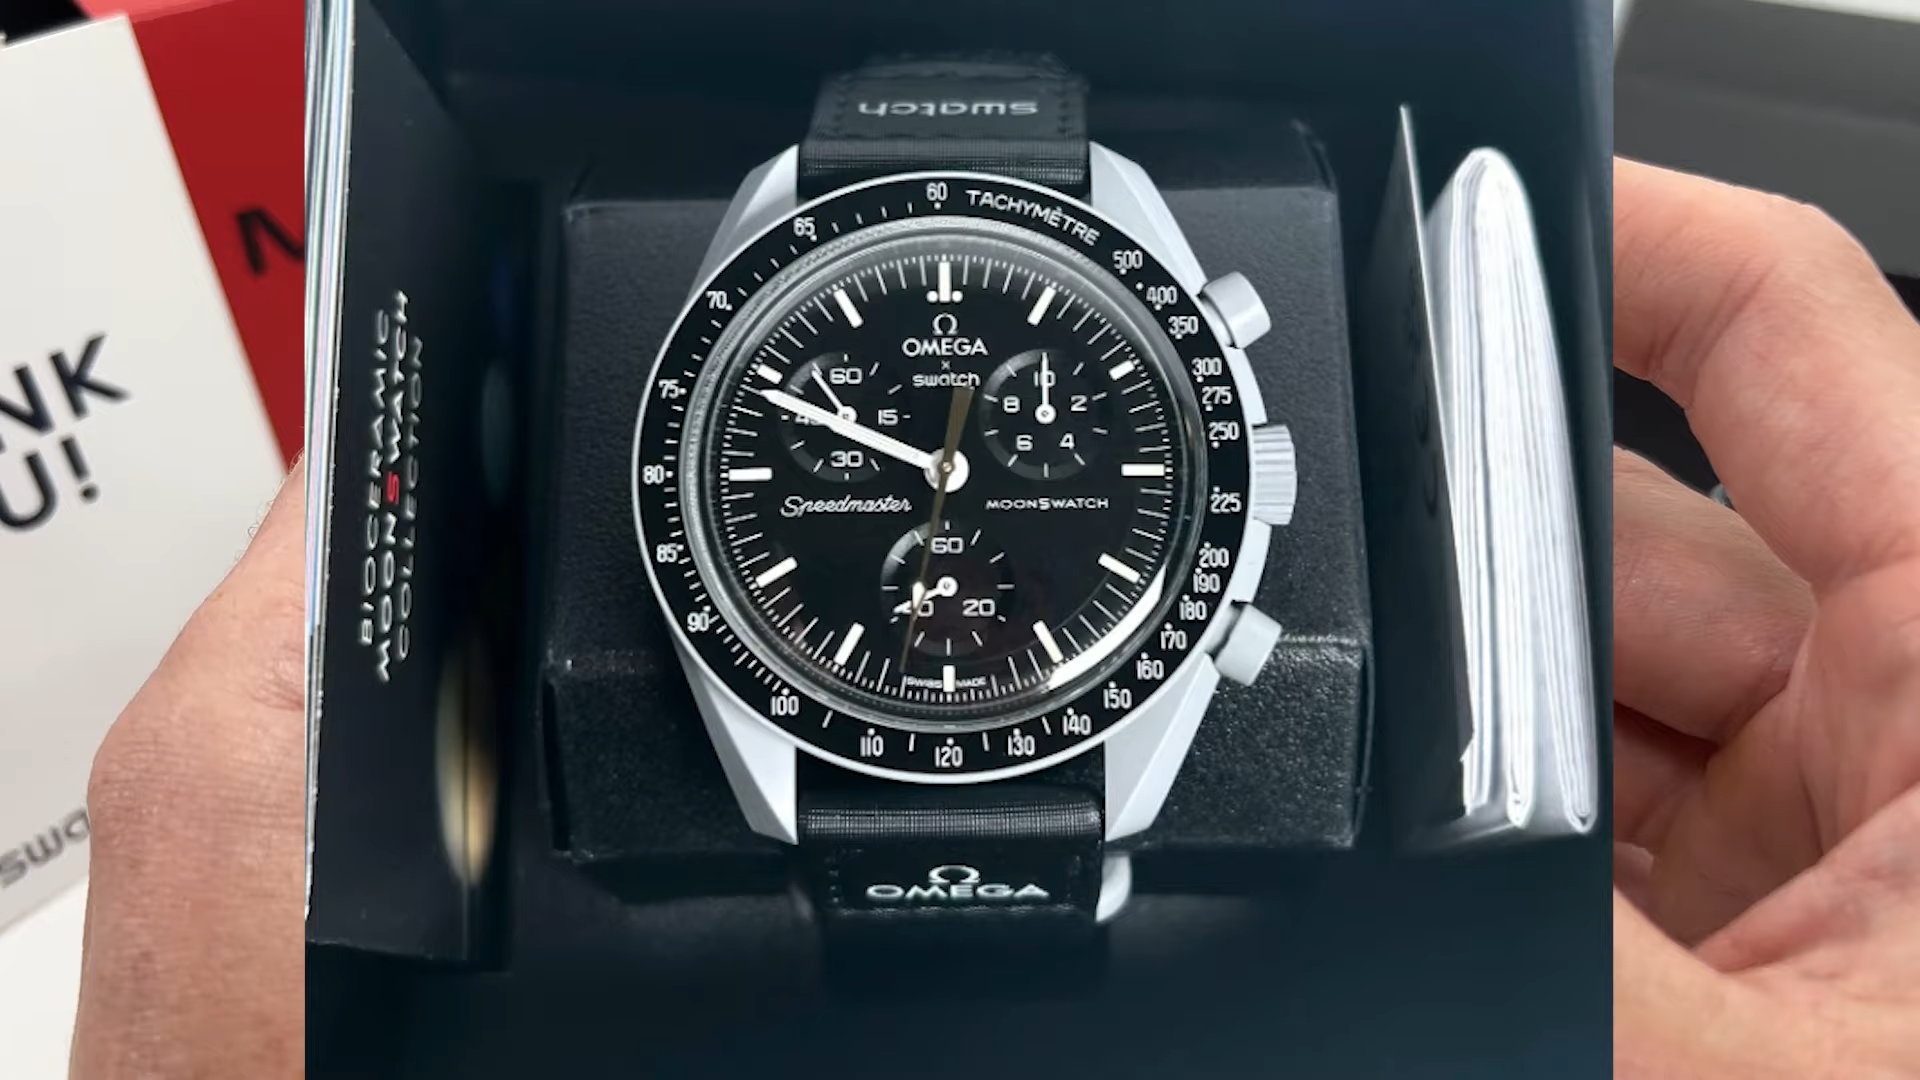 NK
U!
swa
BIOCERAMIC
MOONSWATCH
COLLECTION
swatch
60 TACHYMÈTRE
500
400
350
300
275
250
225
200
190
180
170
160
150
140
130
120
110
100
90
85
80
75
70
65
Ω
OMEGA
x
swatch
60
15
30
10
2
4
6
8
Speedmaster
MOONSWATCH
60
20
SWISS MADE
Ω
OMEGA